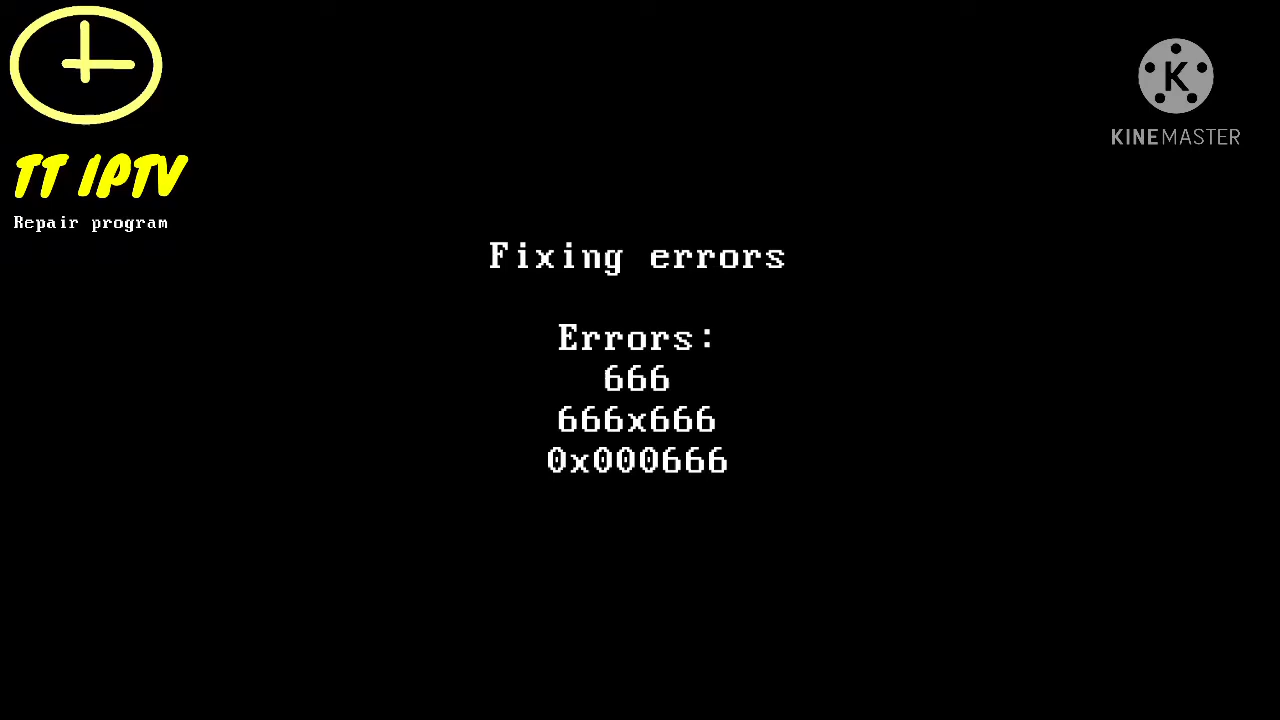 TT IPTV
Repair program
K
KINEMASTER
Fixing errors
Errors:
666
666x666
0x000666